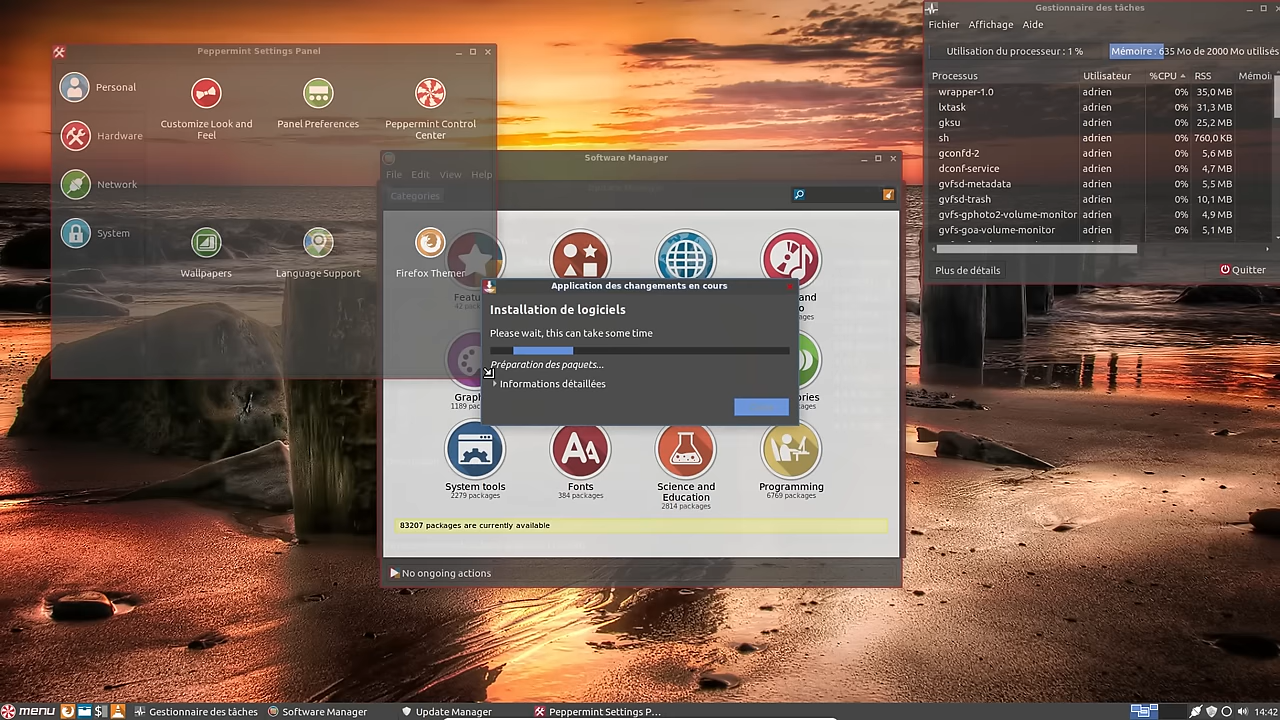 Peppermint Settings Panel
Personal
Hardware
Network
System
Customize Look and
Feel
Panel Preferences
Peppermint Control
Center
Wallpapers
Language Support
Firefox Themer
Gestionnaire des tâches
Fichier Affichage Aide
Utilisation du processeur : 1 % Mémoire : 635 Mo de 2000 Mo utilisés
Processus Utilisateur %CPU RSS
wrapper-1.0 adrien 0% 35,0 MB
lxtask adrien 0% 31,3 MB
gksu adrien 0% 25,2 MB
sh adrien 0% 760,0 KB
gconfd-2 adrien 0% 5,6 MB
dconf-service adrien 0% 4,7 MB
gvfsd-metadata adrien 0% 5,5 MB
gvfsd-trash adrien 0% 10,1 MB
gvfs-gphoto2-volume-monitor adrien 0% 4,9 MB
gvfs-goa-volume-monitor adrien 0% 5,1 MB
Plus de détails Quitter
Software Manager
File Edit View Help
Categories
Application des changements en cours
Installation de logiciels
Please wait, this can take some time
Préparation des paquets...
Informations détaillées
System tools
2279 packages
Fonts
384 packages
Science and
Education
2814 packages
Programming
6769 packages
83207 packages are currently available
No ongoing actions
menu Gestionnaire des tâches Software Manager Update Manager Peppermint Settings P... 14:42